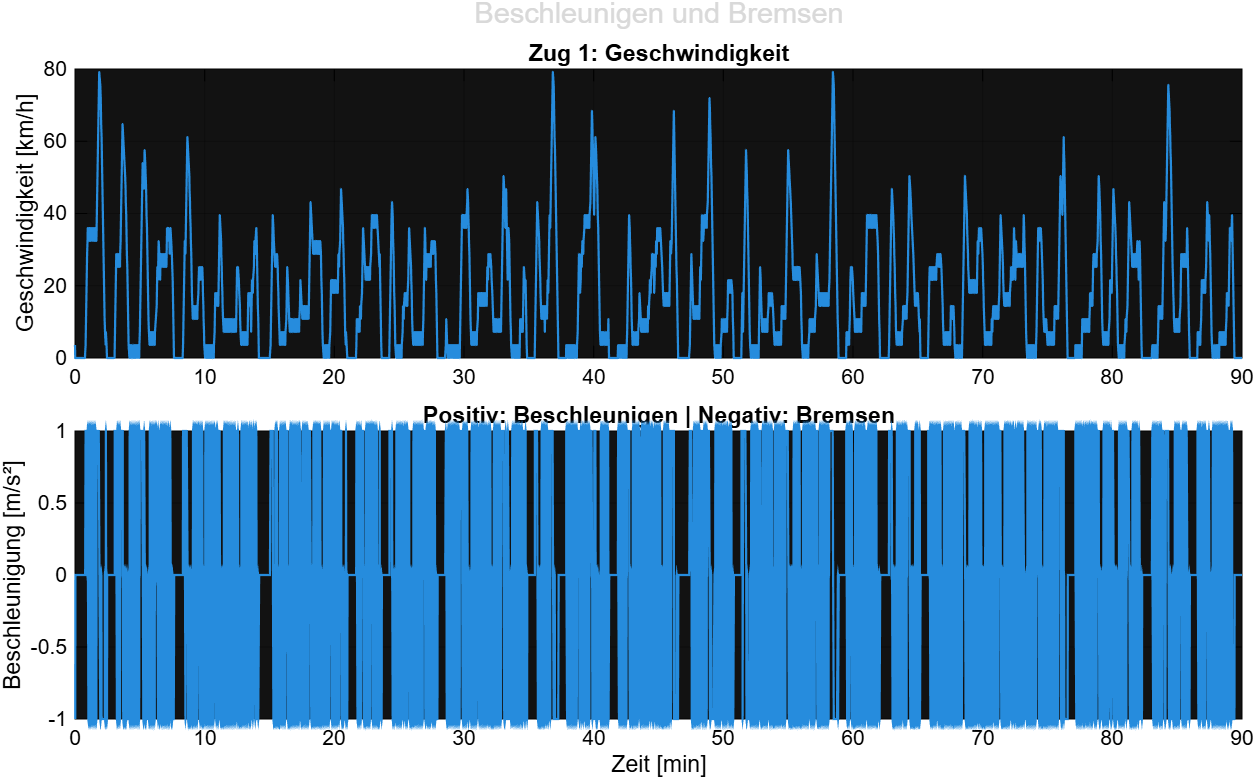 Beschleunigen und Bremsen
Zug 1: Geschwindigkeit
Geschwindigkeit [km/h]
80
60
40
20
0
0 10 20 30 40 50 60 70 80 90
Positiv: Beschleunigen | Negativ: Bremsen
Beschleunigung [m/s²]
1
0.5
0
-0.5
-1
0 10 20 30 40 50 60 70 80 90
Zeit [min]